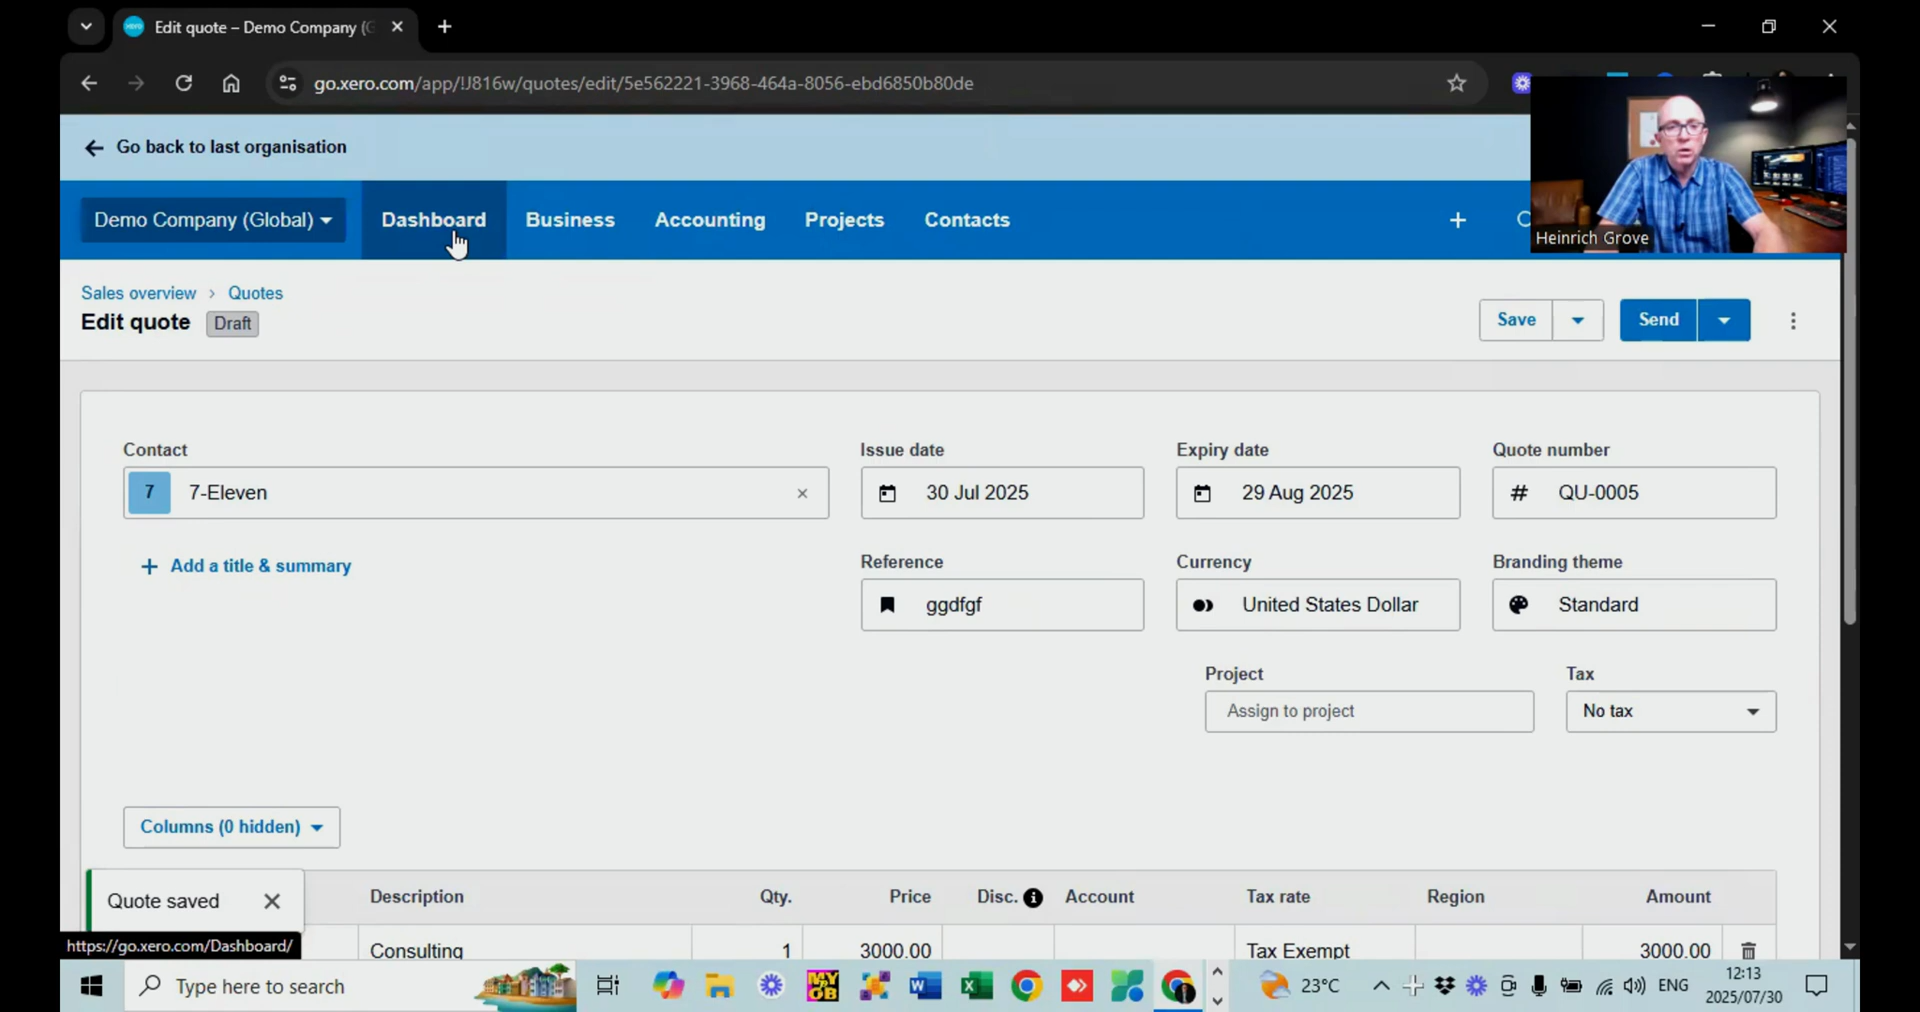 Edit quote – Demo Company (G
go.xero.com/app/!J816w/quotes/edit/5e562221-3968-464a-8056-ebd6850b80de
Go back to last organisation
Demo Company (Global) Dashboard Business Accounting Projects Contacts
Heinrich Grove
Sales overview > Quotes
Edit quote Draft
Save Send
Contact Issue date Expiry date Quote number
7 7-Eleven × 30 Jul 2025 29 Aug 2025 # QU-0005
+ Add a title & summary
Reference Currency Branding theme
ggdfgf United States Dollar Standard
Project Tax
Assign to project No tax
Columns (0 hidden)
Quote saved
Description Qty. Price Disc. Account Tax rate Region Amount
https://go.xero.com/Dashboard/
Consulting 1 3000.00 Tax Exempt 3000.00
Type here to search
MYOB
23°C
ENG
12:13
2025/07/30